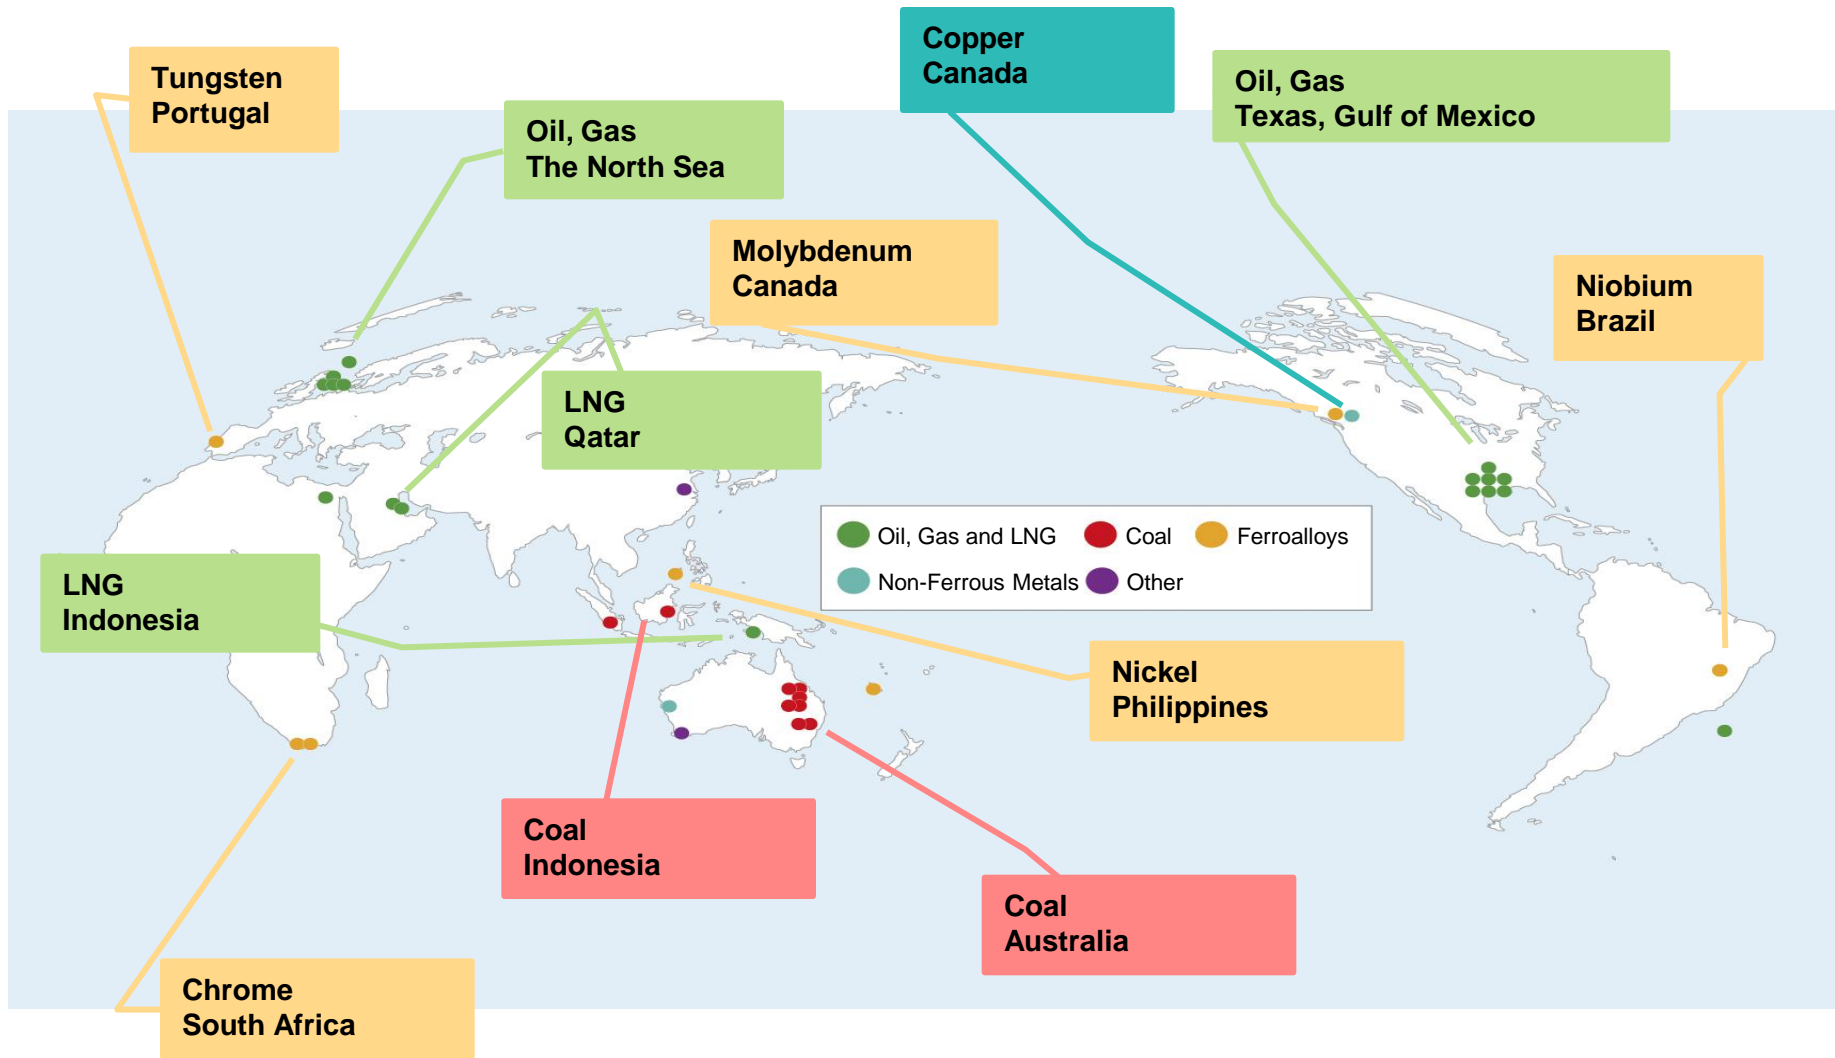 Copper
Canada
Tungsten
Portugal
Oil, Gas
Texas, Gulf of Mexico
Oil, Gas
The North Sea
Molybdenum
Canada
Niobium
Brazil
LNG
Qatar
Oil, Gas and LNG
Coal
Ferroalloys
Non-Ferrous Metals
Other
LNG
Indonesia
Nickel
Philippines
Coal
Indonesia
Coal
Australia
Chrome
South Africa